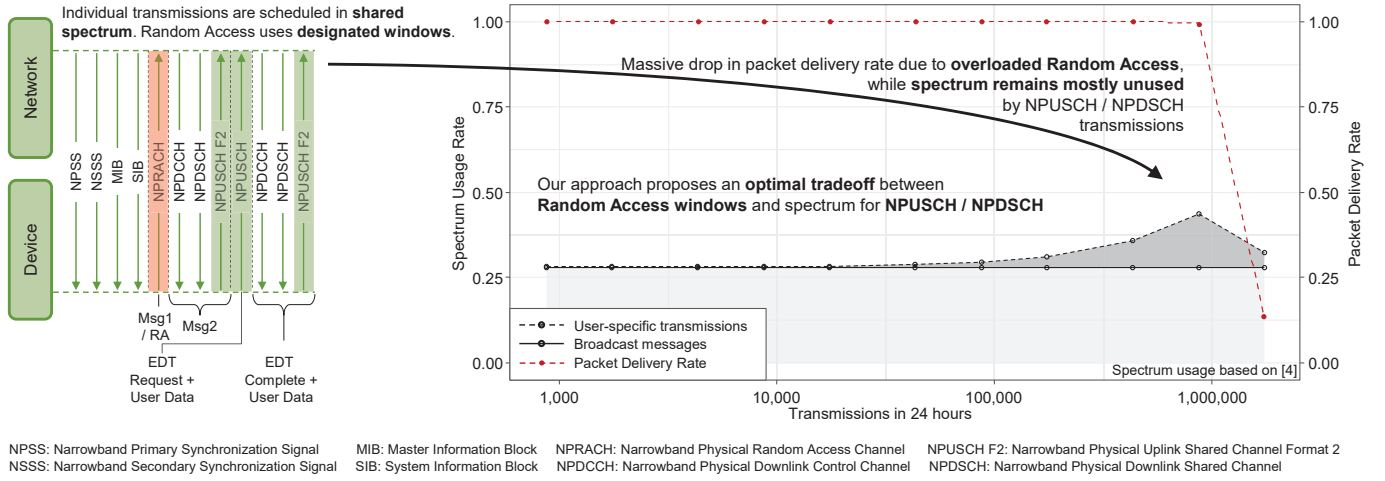 Individual transmissions are scheduled in shared
spectrum. Random Access uses designated windows.
Network
Device
NPSS
NSSS
MIB
SIB
NPRACH
NPDCCH
NPDSCH
NPUSCH F2
NPUSCH
NPDCCH
NPDSCH
NPUSCH F2
Msg1
/ RA
Msg2
EDT
Request +
User Data
EDT
Complete +
User Data
Spectrum Usage Rate
1.00
0.75
0.50
0.25
0.00
Massive drop in packet delivery rate due to overloaded Random Access,
while spectrum remains mostly unused
by NPUSCH / NPDSCH
transmissions
Our approach proposes an optimal tradeoff between
Random Access windows and spectrum for NPUSCH / NPDSCH
User-specific transmissions
Broadcast messages
Packet Delivery Rate
Spectrum usage based on [4]
1.00
0.75
0.50
0.25
0.00
Packet Delivery Rate
1,000
10,000
100,000
1,000,000
Transmissions in 24 hours
NPSS: Narrowband Primary Synchronization Signal MIB: Master Information Block NPRACH: Narrowband Physical Random Access Channel NPUSCH F2: Narrowband Physical Uplink Shared Channel Format 2
NSSS: Narrowband Secondary Synchronization Signal SIB: System Information Block NPDCCH: Narrowband Physical Downlink Control Channel NPDSCH: Narrowband Physical Downlink Shared Channel